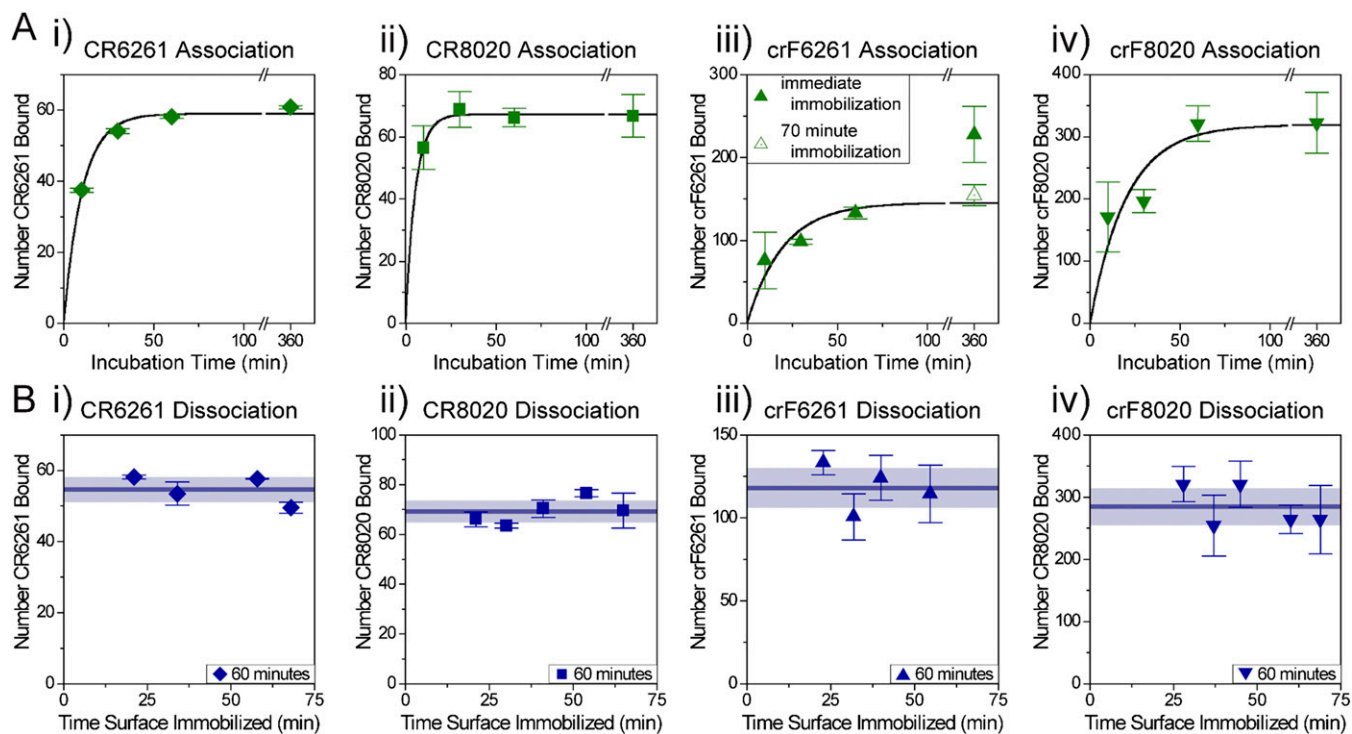 A i) CR6261 Association
Number CR6261 Bound
60
40
20
0
0 50 100 360
Incubation Time (min)
ii) CR8020 Association
Number CR8020 Bound
80
60
40
20
0
0 50 100 360
Incubation Time (min)
iii) crF6261 Association
Number crF6261 Bound
300
200
100
0
immediate
immobilization
70 minute
immobilization
0 50 100 360
Incubation Time (min)
iv) crF8020 Association
Number crF8020 Bound
400
300
200
100
0
0 50 100 360
Incubation Time (min)
B i) CR6261 Dissociation
Number CR6261 Bound
60
40
20
0
60 minutes
0 25 50 75
Time Surface Immobilized (min)
ii) CR8020 Dissociation
Number CR8020 Bound
100
80
60
40
20
0
60 minutes
0 25 50 75
Time Surface Immobilized (min)
iii) crF6261 Dissociation
Number crF6261 Bound
150
100
50
0
60 minutes
0 25 50 75
Time Surface Immobilized (min)
iv) crF8020 Dissociation
Number CR8020 Bound
400
300
200
100
0
60 minutes
0 25 50 75
Time Surface Immobilized (min)